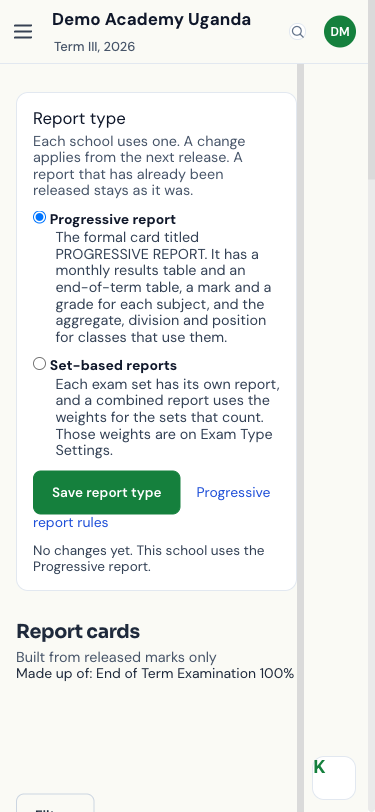 Demo Academy Uganda
Term III, 2026
DM
Report type
Each school uses one. A change
applies from the next release. A
report that has already been
released stays as it was.
Progressive report
The formal card titled
PROGRESSIVE REPORT. It has a
monthly results table and an
end-of-term table, a mark and a
grade for each subject, and the
aggregate, division and position
for classes that use them.
Set-based reports
Each exam set has its own report,
and a combined report uses the
weights for the sets that count.
Those weights are on Exam Type
Settings.
Save report type Progressive
report rules
No changes yet. This school uses the
Progressive report.
Report cards
Built from released marks only
Made up of: End of Term Examination 100%
K